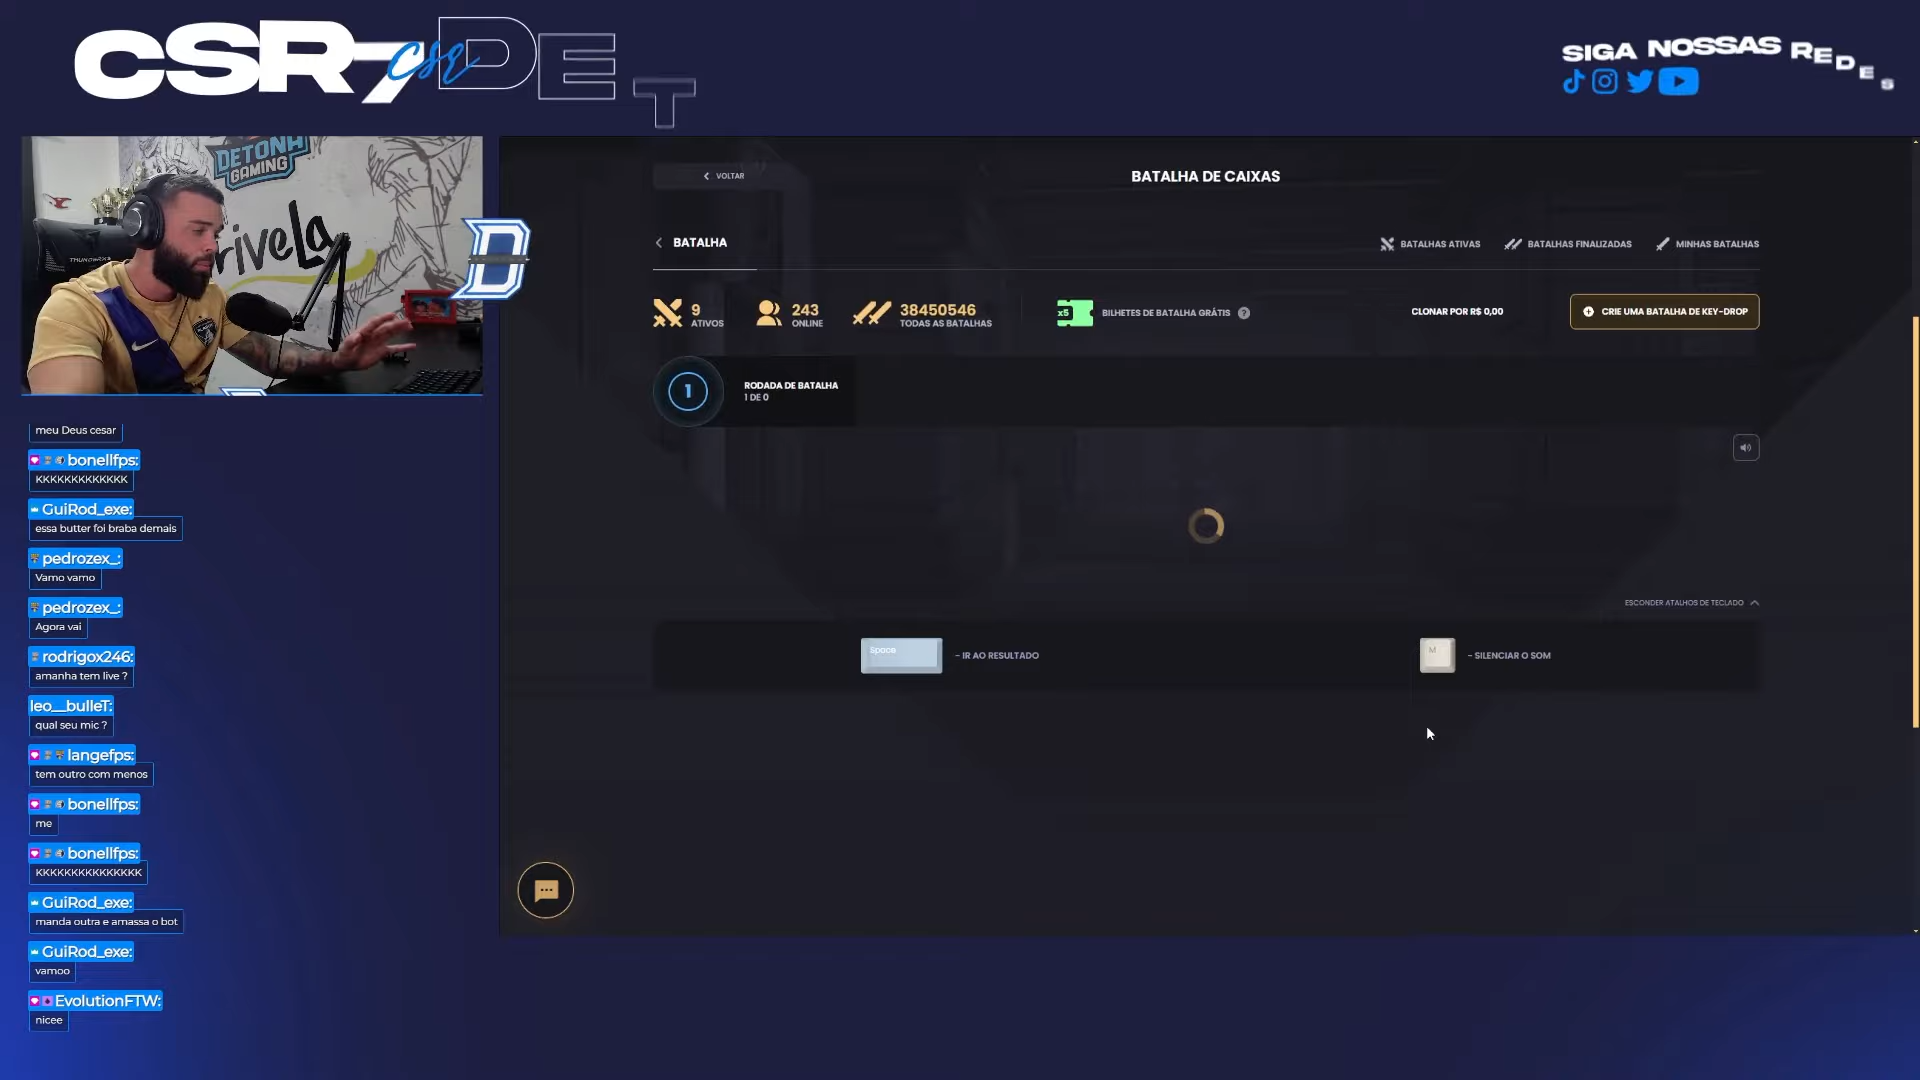 CSR7
csr
DET
SIGA NOSSAS REDES
DETONA
GAMING
riveLa
D
VOLTAR
BATALHA DE CAIXAS
BATALHA
BATALHAS ATIVAS
BATALHAS FINALIZADAS
MINHAS BATALHAS
9
ATIVOS
243
ONLINE
38450546
TODAS AS BATALHAS
x5
BILHETES DE BATALHA GRÁTIS ?
CLONAR POR R$ 0,00
CRIE UMA BATALHA DE KEY-DROP
1
RODADA DE BATALHA
1 DE 0
ESCONDER ATALHOS DE TECLADO
Space
- IR AO RESULTADO
M
- SILENCIAR O SOM
meu Deus cesar
bonellfps:
KKKKKKKKKKKKK
GuiRod_exe:
essa butter foi braba demais
pedrozex_:
Vamo vamo
pedrozex_:
Agora vai
rodrigox246:
amanha tem live ?
leo__bulleT:
qual seu mic ?
langefps:
tem outro com menos
bonellfps:
me
bonellfps:
KKKKKKKKKKKKKKK
GuiRod_exe:
manda outra e amassa o bot
GuiRod_exe:
vamoo
EvolutionFTW:
nicee